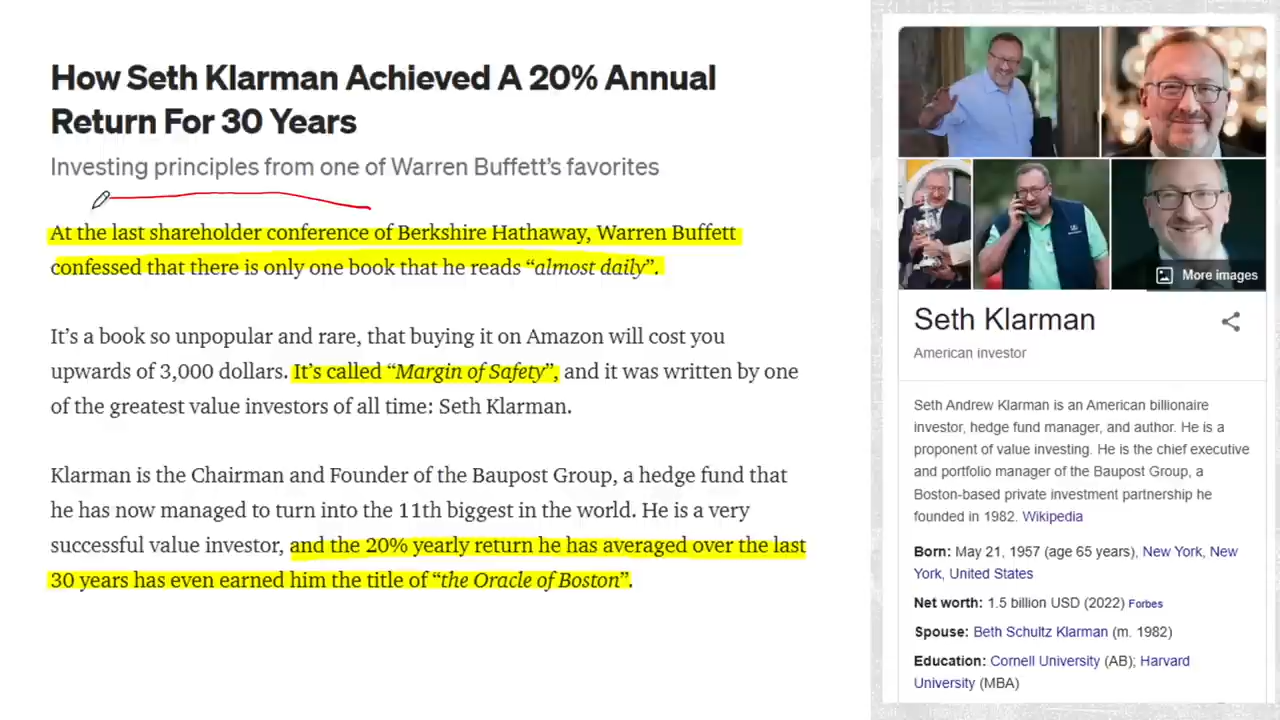 How Seth Klarman Achieved A 20% Annual
Return For 30 Years
Investing principles from one of Warren Buffett's favorites
At the last shareholder conference of Berkshire Hathaway, Warren Buffett
confessed that there is only one book that he reads “almost daily”.
It’s a book so unpopular and rare, that buying it on Amazon will cost you
upwards of 3,000 dollars. It’s called “Margin of Safety”, and it was written by one
of the greatest value investors of all time: Seth Klarman.
Klarman is the Chairman and Founder of the Baupost Group, a hedge fund that
he has now managed to turn into the 11th biggest in the world. He is a very
successful value investor, and the 20% yearly return he has averaged over the last
30 years has even earned him the title of “the Oracle of Boston”.
More images
Seth Klarman
American investor
Seth Andrew Klarman is an American billionaire
investor, hedge fund manager, and author. He is a
proponent of value investing. He is the chief executive
and portfolio manager of the Baupost Group, a
Boston-based private investment partnership he
founded in 1982. Wikipedia
Born: May 21, 1957 (age 65 years), New York, New
York, United States
Net worth: 1.5 billion USD (2022) Forbes
Spouse: Beth Schultz Klarman (m. 1982)
Education: Cornell University (AB); Harvard
University (MBA)